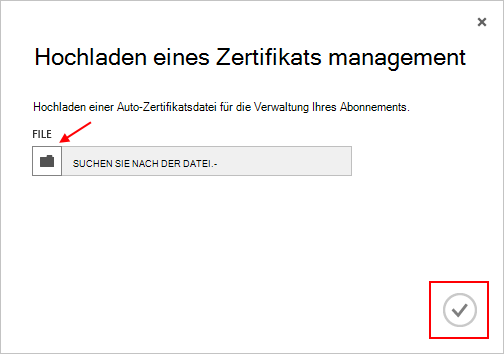 Hochladen eines Zertifikats management
Hochladen einer Auto-Zertifikatsdatei für die Verwaltung Ihres Abonnements.
FILE
SUCHEN SIE NACH DER DATEI.-